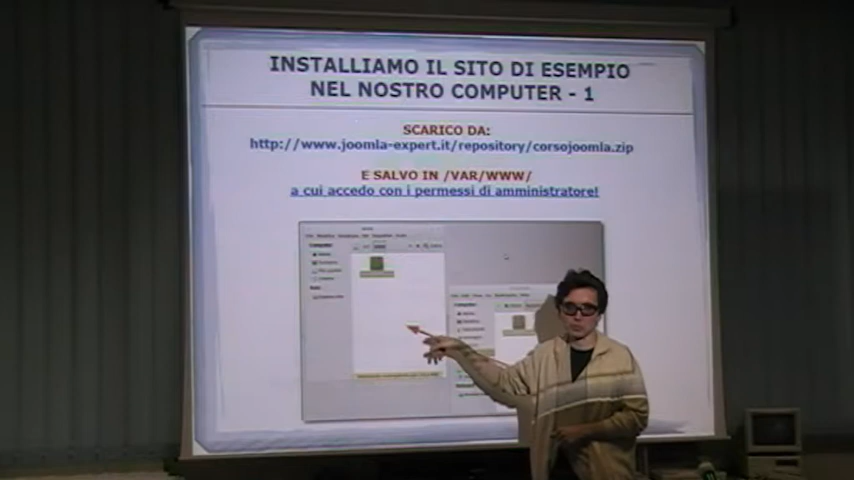 INSTALLIAMO IL SITO DI ESEMPIO
NEL NOSTRO COMPUTER - 1
SCARICO DA:
http://www.joomla-expert.it/repository/corsojoomla.zip
E SALVO IN /VAR/WWW/
a cui accedo con i permessi di amministratore!